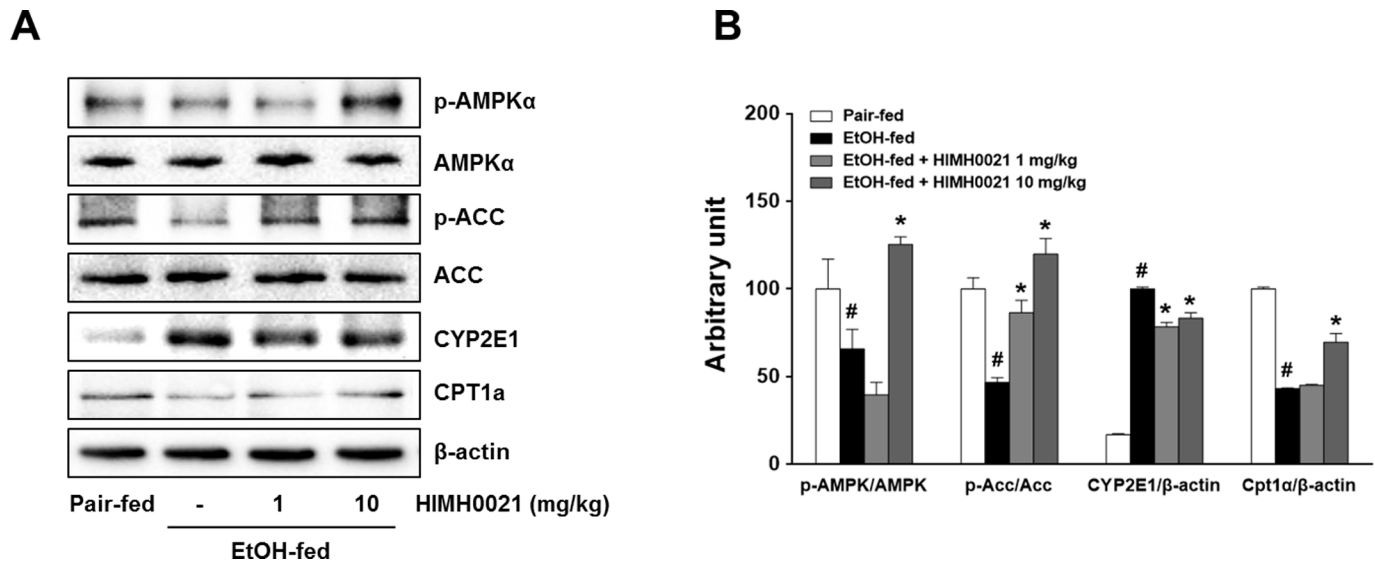 A
p-AMPKα
AMPKα
p-ACC
ACC
CYP2E1
CPT1a
β-actin
Pair-fed - 1 10 HIMH0021 (mg/kg)
EtOH-fed
B
Arbitrary unit
200
150
100
50
0
Pair-fed
EtOH-fed
EtOH-fed + HIMH0021 1 mg/kg
EtOH-fed + HIMH0021 10 mg/kg
# *
# * *
# * *
# *
p-AMPK/AMPK p-Acc/Acc CYP2E1/β-actin Cpt1α/β-actin